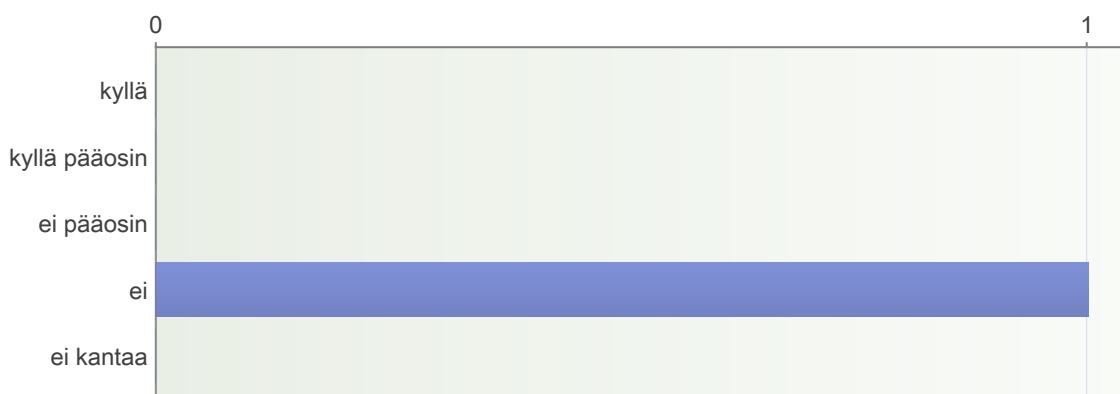 0 1
kyllä
kyllä pääosin
ei pääosin
ei
ei kantaa